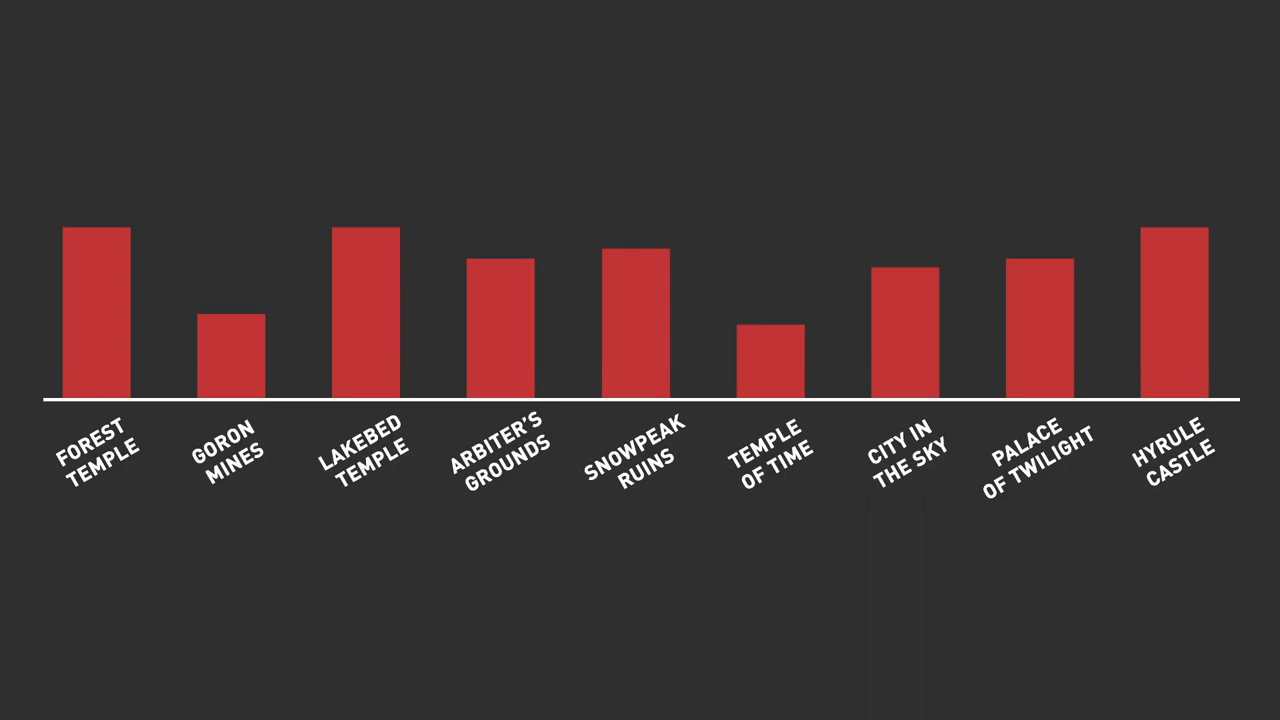 FOREST
TEMPLE
GORON
MINES
LAKEBED
TEMPLE
ARBITER'S
GROUNDS
SNOWPEAK
RUINS
TEMPLE
OF TIME
CITY IN
THE SKY
PALACE
OF TWILIGHT
HYRULE
CASTLE